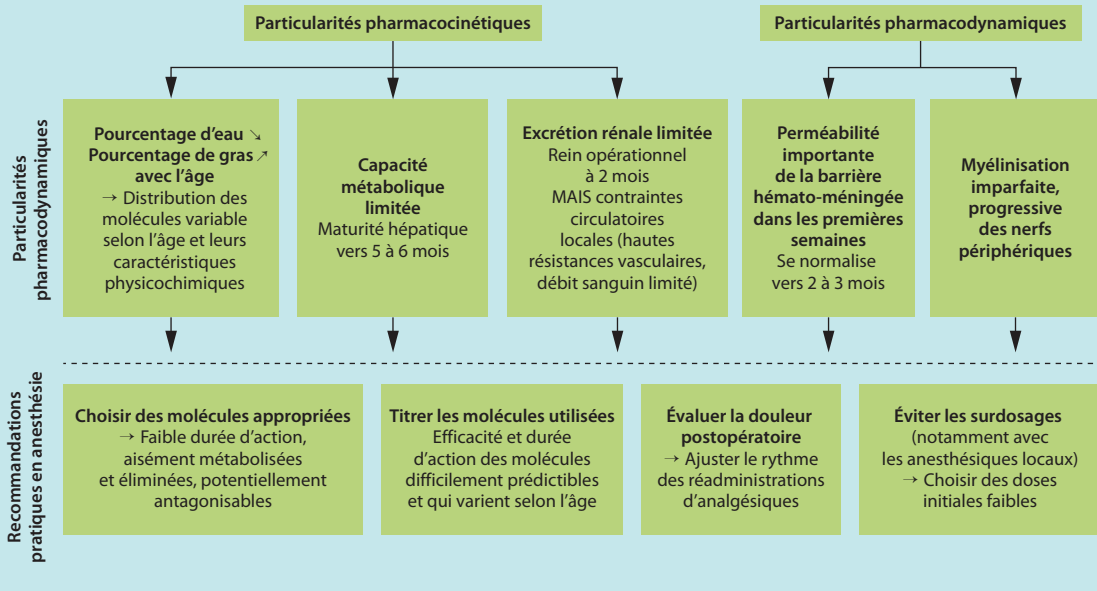 Particularités pharmacocinétiques
Particularités pharmacodynamiques
Particularités
pharmacodynamiques
Pourcentage d'eau ↘
Pourcentage de gras ↗
avec l'âge
→ Distribution des
molécules variable
selon l'âge et leurs
caractéristiques
physicochimiques
Capacité
métabolique
limitée
Maturité hépatique
vers 5 à 6 mois
Excrétion rénale limitée
Rein opérationnel
à 2 mois
MAIS contraintes
circulatoires
locales (hautes
résistances vasculaires,
débit sanguin limité)
Perméabilité
importante
de la barrière
hémato-méningée
dans les premières
semaines
Se normalise
vers 2 à 3 mois
Myélinisation
imparfaite,
progressive
des nerfs
périphériques
Recommandations
pratiques en anesthésie
Choisir des molécules appropriées
→ Faible durée d'action,
aisément métabolisées
et éliminées, potentiellement
antagonisables
Titrer les molécules utilisées
Efficacité et durée
d'action des molécules
difficilement prédictibles
et qui varient selon l'âge
Évaluer la douleur
postopératoire
→ Ajuster le rythme
des réadministrations
d'analgésiques
Éviter les surdosages
(notamment avec
les anesthésiques locaux)
→ Choisir des doses
initiales faibles